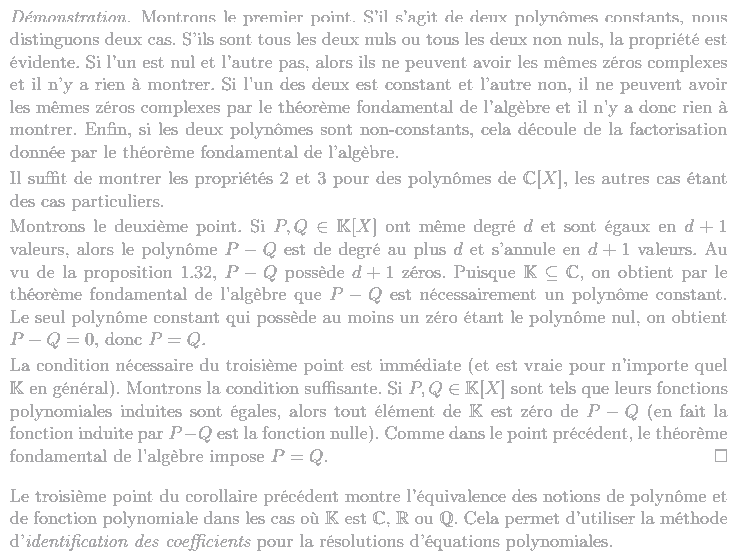 Démonstration. Montrons le premier point. S'il s'agit de deux polynômes constants, nous
distinguons deux cas. S'ils sont tous les deux nuls ou tous les deux non nuls, la propriété est
évidente. Si l'un est nul et l'autre pas, alors ils ne peuvent avoir les mêmes zéros complexes
et il n'y a rien à montrer. Si l'un des deux est constant et l'autre non, il ne peuvent avoir
les mêmes zéros complexes par le théorème fondamental de l'algèbre et il n'y a donc rien à
montrer. Enfin, si les deux polynômes sont non-constants, cela découle de la factorisation
donnée par le théorème fondamental de l'algèbre.
Il suffit de montrer les propriétés 2 et 3 pour des polynômes de ℂ[X], les autres cas étant
des cas particuliers.
Montrons le deuxième point. Si P, Q ∈ 𝕂[X] ont même degré d et sont égaux en d + 1
valeurs, alors le polynôme P − Q est de degré au plus d et s'annule en d + 1 valeurs. Au
vu de la proposition 1.32, P − Q possède d + 1 zéros. Puisque 𝕂 ⊆ ℂ, on obtient par le
théorème fondamental de l'algèbre que P − Q est nécessairement un polynôme constant.
Le seul polynôme constant qui possède au moins un zéro étant le polynôme nul, on obtient
P − Q = 0, donc P = Q.
La condition nécessaire du troisième point est immédiate (et est vraie pour n'importe quel
𝕂 en général). Montrons la condition suffisante. Si P, Q ∈ 𝕂[X] sont tels que leurs fonctions
polynomiales induites sont égales, alors tout élément de 𝕂 est zéro de P − Q (en fait la
fonction induite par P−Q est la fonction nulle). Comme dans le point précédent, le théorème
fondamental de l'algèbre impose P = Q. □
Le troisième point du corollaire précédent montre l'équivalence des notions de polynôme et
de fonction polynomiale dans les cas où 𝕂 est ℂ, ℝ ou ℚ. Cela permet d'utiliser la méthode
d'identification des coefficients pour la résolutions d'équations polynomiales.